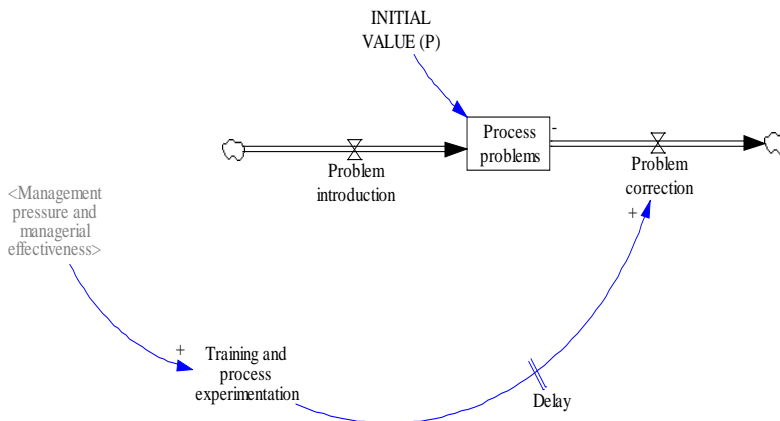 INITIAL
VALUE (P)
Process
problems
-
Problem
introduction
Problem
correction
+
<Management
pressure and
managerial
effectiveness>
+
Training and
process
experimentation
Delay